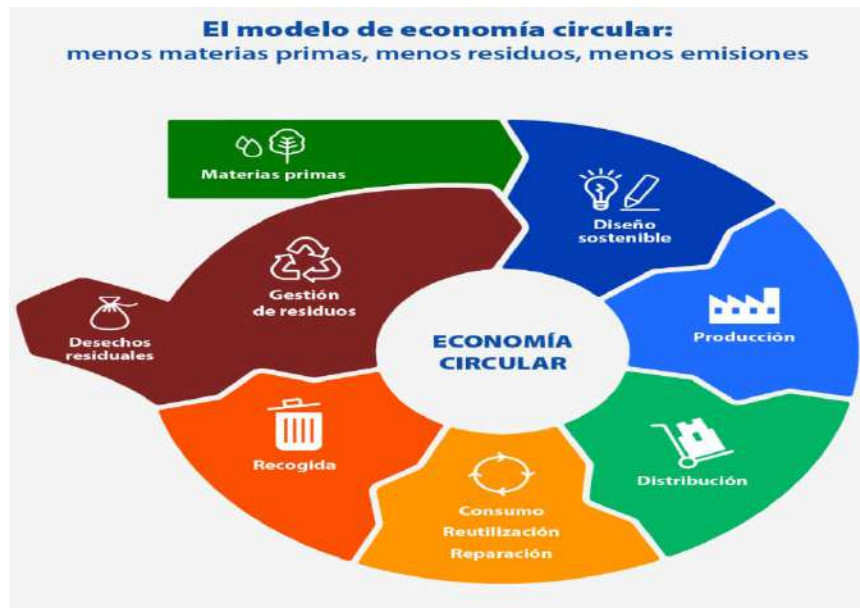 El modelo de economía circular:
menos materias primas, menos residuos, menos emisiones
Materias primas
Diseño
sostenible
Producción
Distribución
Consumo
Reutilización
Reparación
Recogida
Gestión
de residuos
Desechos
residuales
ECONOMÍA
CIRCULAR